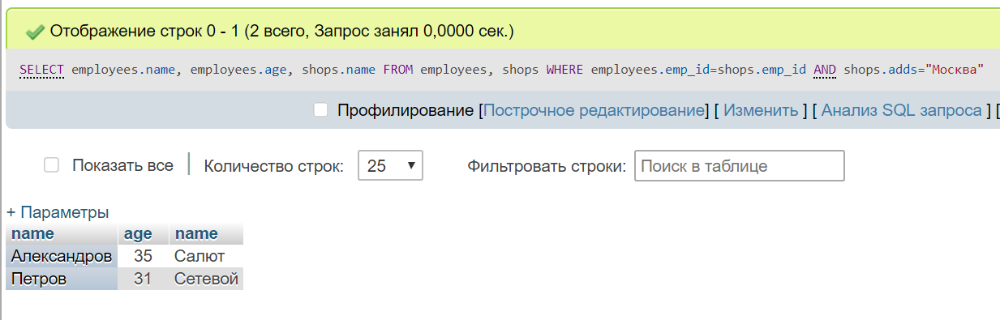 Отображение строк 0 - 1 (2 всего, Запрос занял 0,0000 сек.)
SELECT employees.name, employees.age, shops.name FROM employees, shops WHERE employees.emp_id=shops.emp_id AND shops.adds="Москва"
Профилирование [Построчное редактирование] [ Изменить ] [ Анализ SQL запроса ] [
Показать все | Количество строк: 25 Фильтровать строки: Поиск в таблице
+ Параметры
name age name
Александров 35 Салют
Петров 31 Сетевой